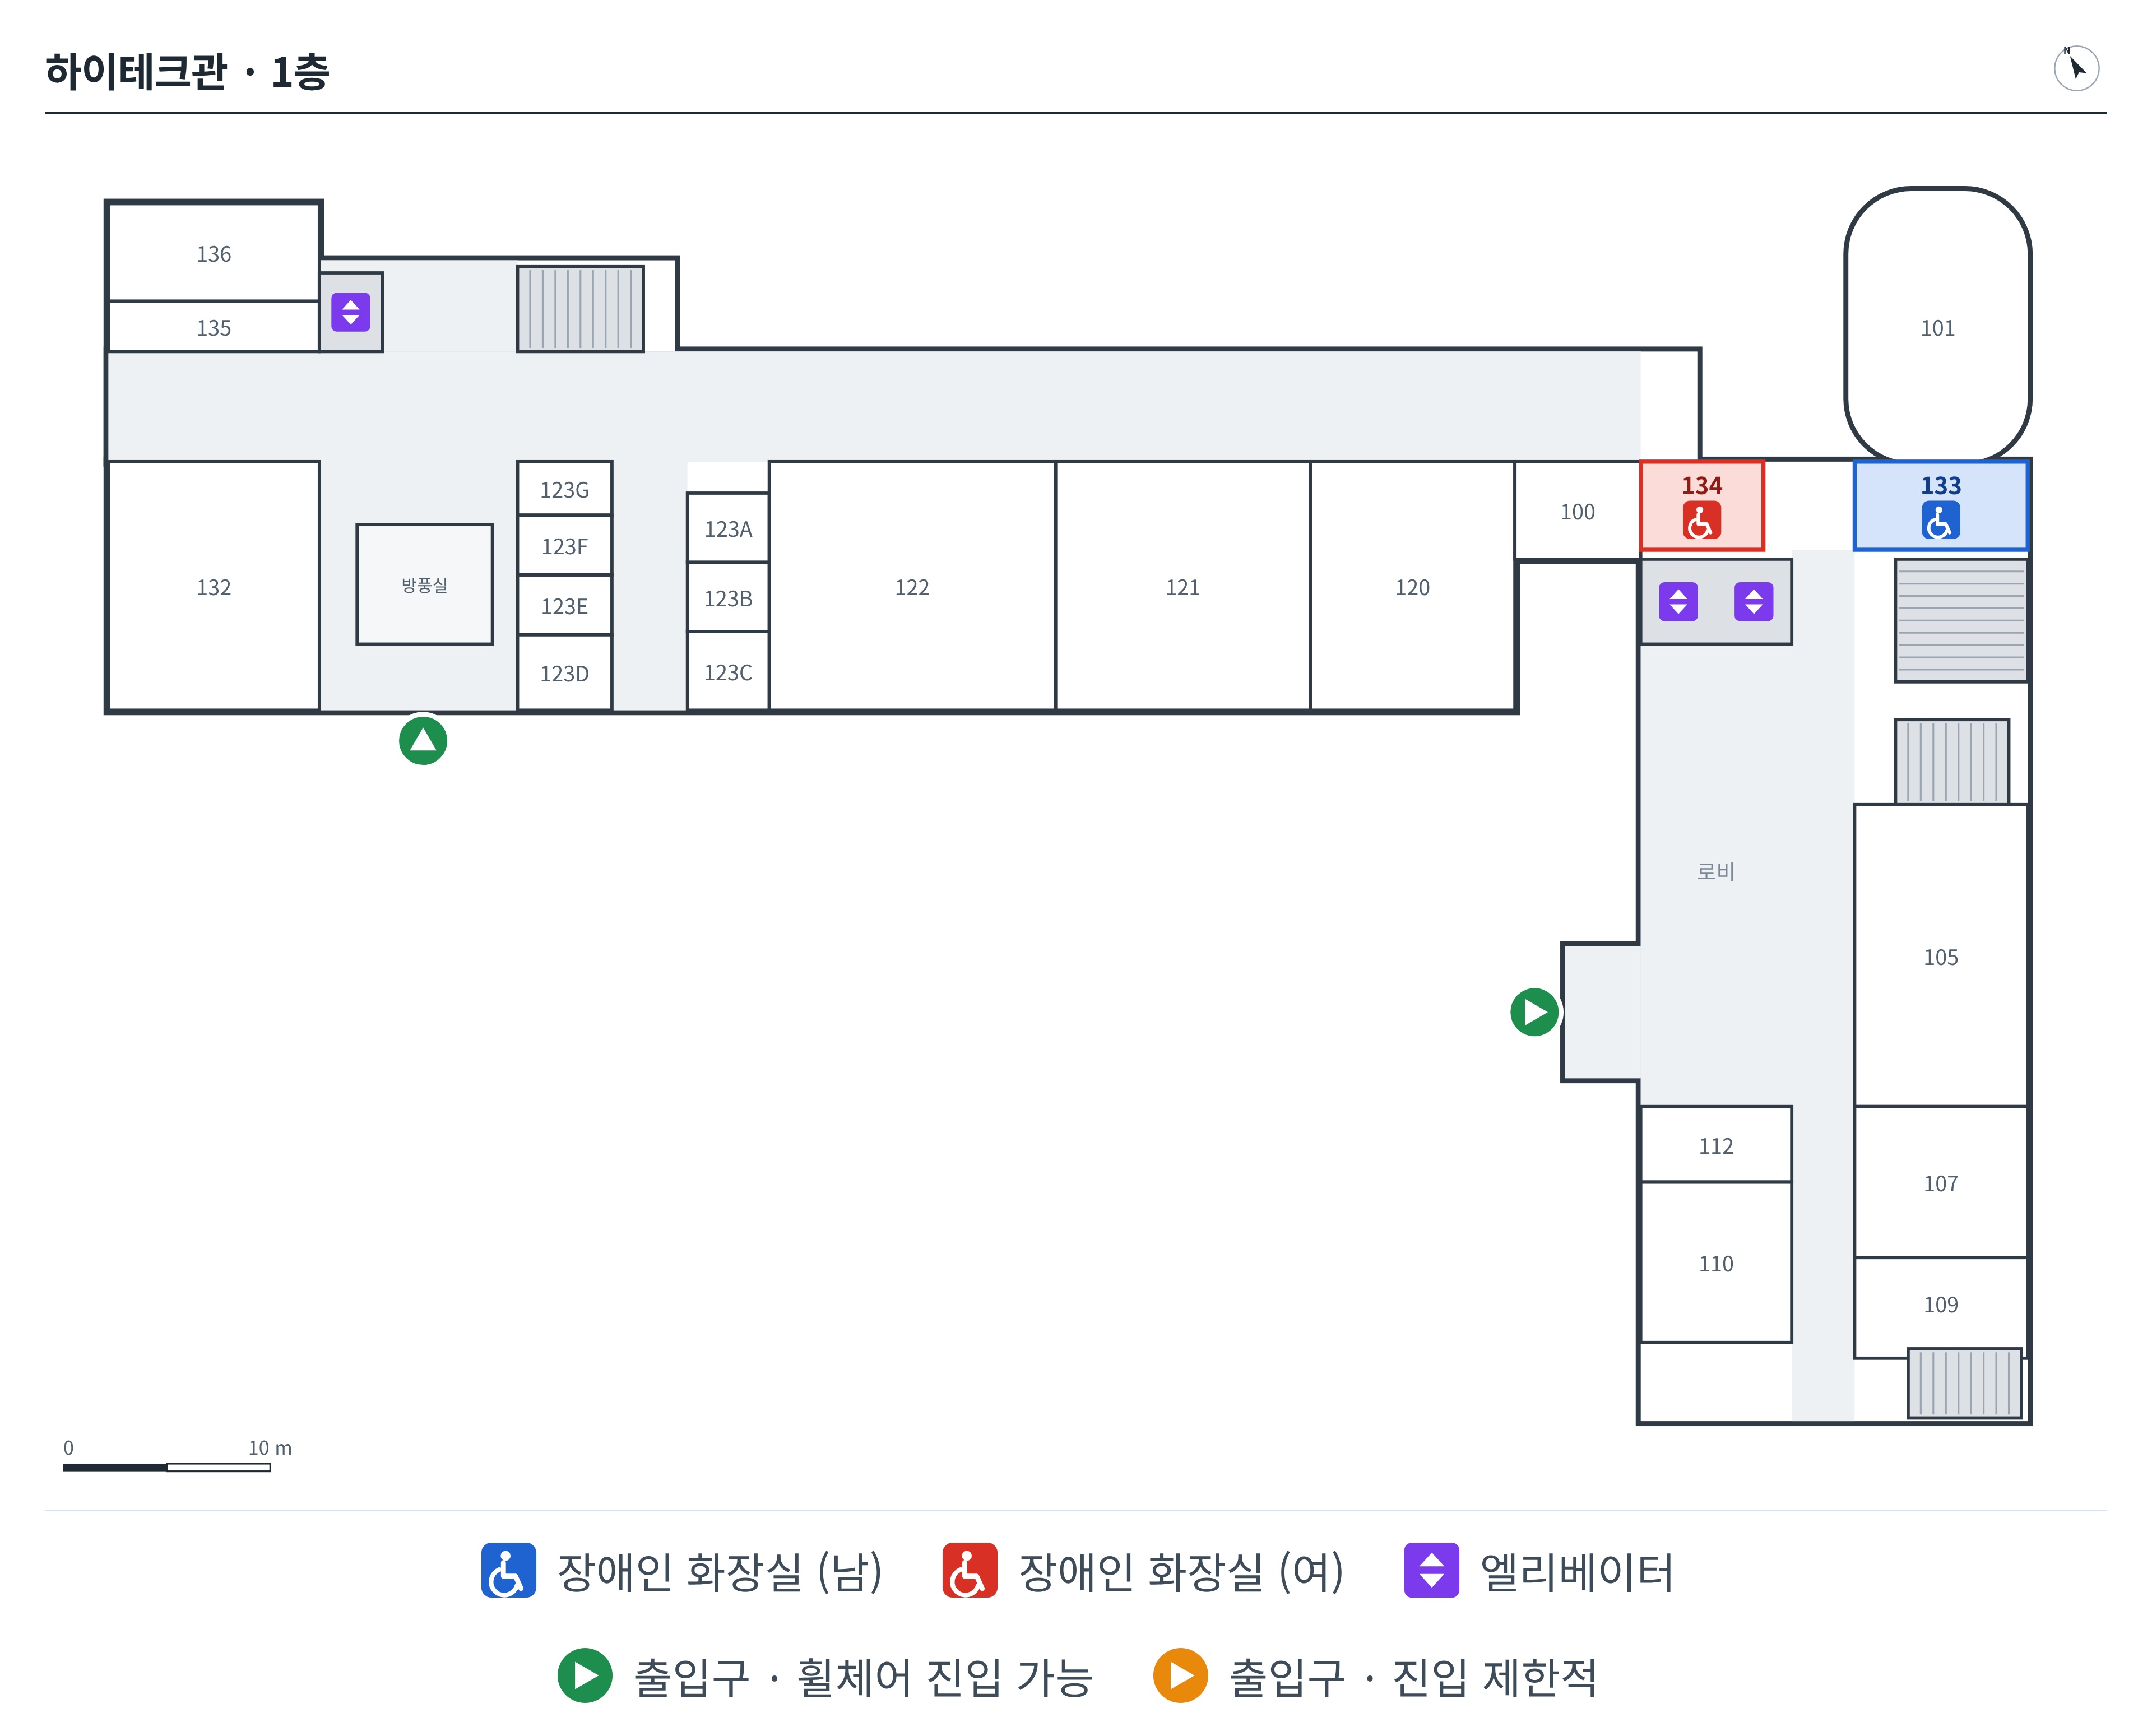 하이테크관 · 1층
N
136
135
101
132
방풍실
123G
123F
123E
123D
123A
123B
123C
122
121
120
100
134
133
로비
105
112
107
110
109
0 10 m
장애인 화장실 (남) 장애인 화장실 (여) 엘리베이터
출입구 · 휠체어 진입 가능 출입구 · 진입 제한적